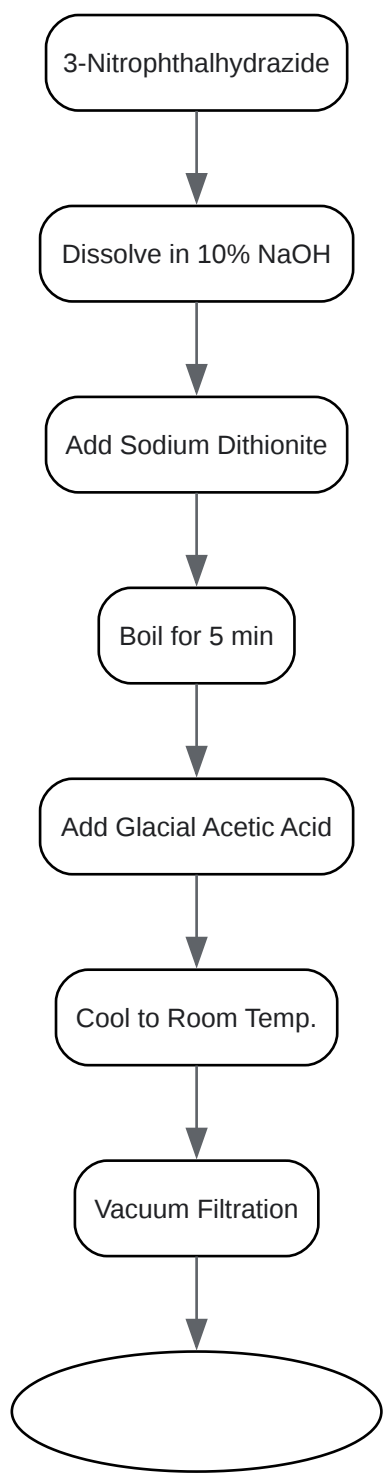 3-Nitrophthalhydrazide
Dissolve in 10% NaOH
Add Sodium Dithionite
Boil for 5 min
Add Glacial Acetic Acid
Cool to Room Temp.
Vacuum Filtration